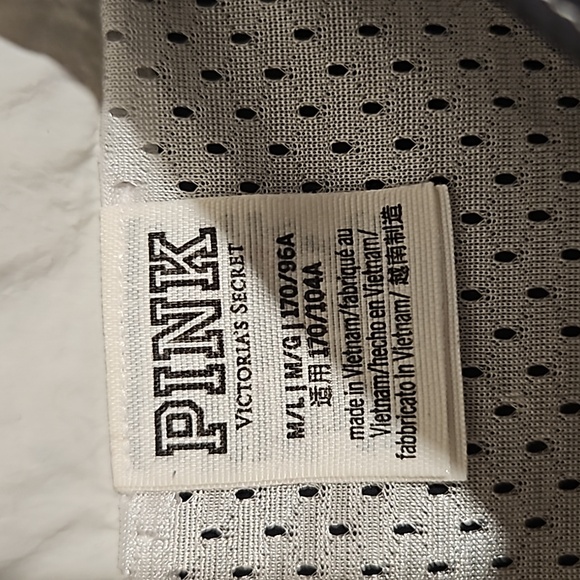 PINK
VICTORIA'S SECRET
M/L | M/G | 170/96A
适用 170/104A
made in Vietnam/fabriqué au
Vietnam/hecho en Vietnam/
fabbricato in Vietnam/ 越南制造